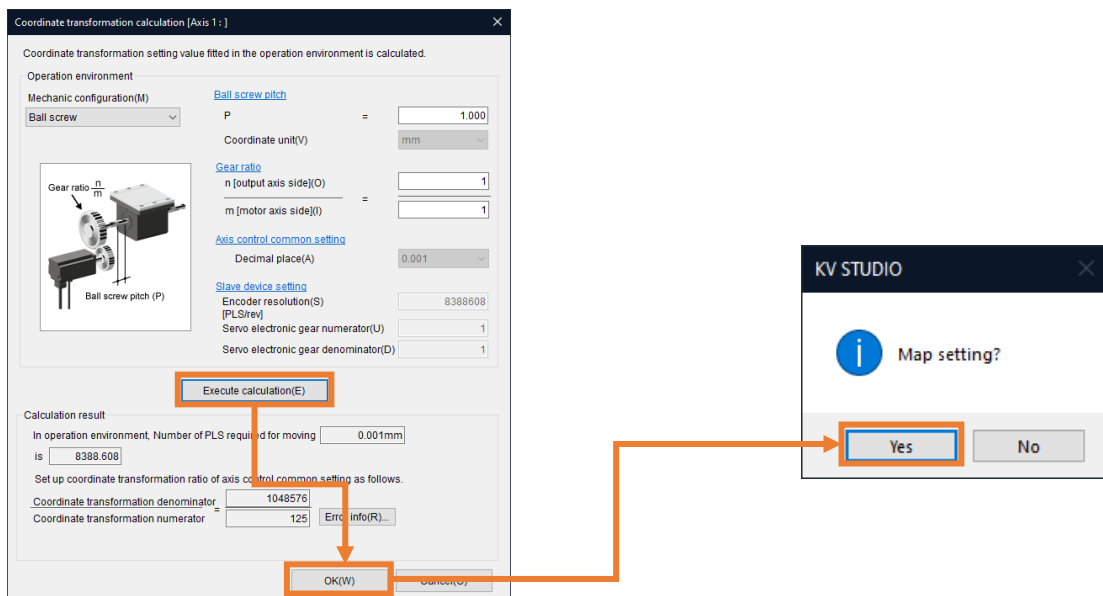 Coordinate transformation calculation [Axis 1 : ]
Coordinate transformation setting value fitted in the operation environment is calculated.
Operation environment
Mechanic configuration(M)
Ball screw
Gear ratio n/m
Ball screw pitch (P)
Ball screw pitch
P = 1.000
Coordinate unit(V) mm
Gear ratio
n [output axis side](O) 1
=
m [motor axis side](I) 1
Axis control common setting
Decimal place(A) 0.001
Slave device setting
Encoder resolution(S) 8388608
[PLS/rev]
Servo electronic gear numerator(U) 1
Servo electronic gear denominator(D) 1
Execute calculation(E)
Calculation result
In operation environment, Number of PLS required for moving 0.001mm
is 8388.608
Set up coordinate transformation ratio of axis control common setting as follows.
Coordinate transformation denominator 1048576
=
Coordinate transformation numerator 125 Error info(R)...
OK(W) Cancel(C)
KV STUDIO
Map setting?
Yes No